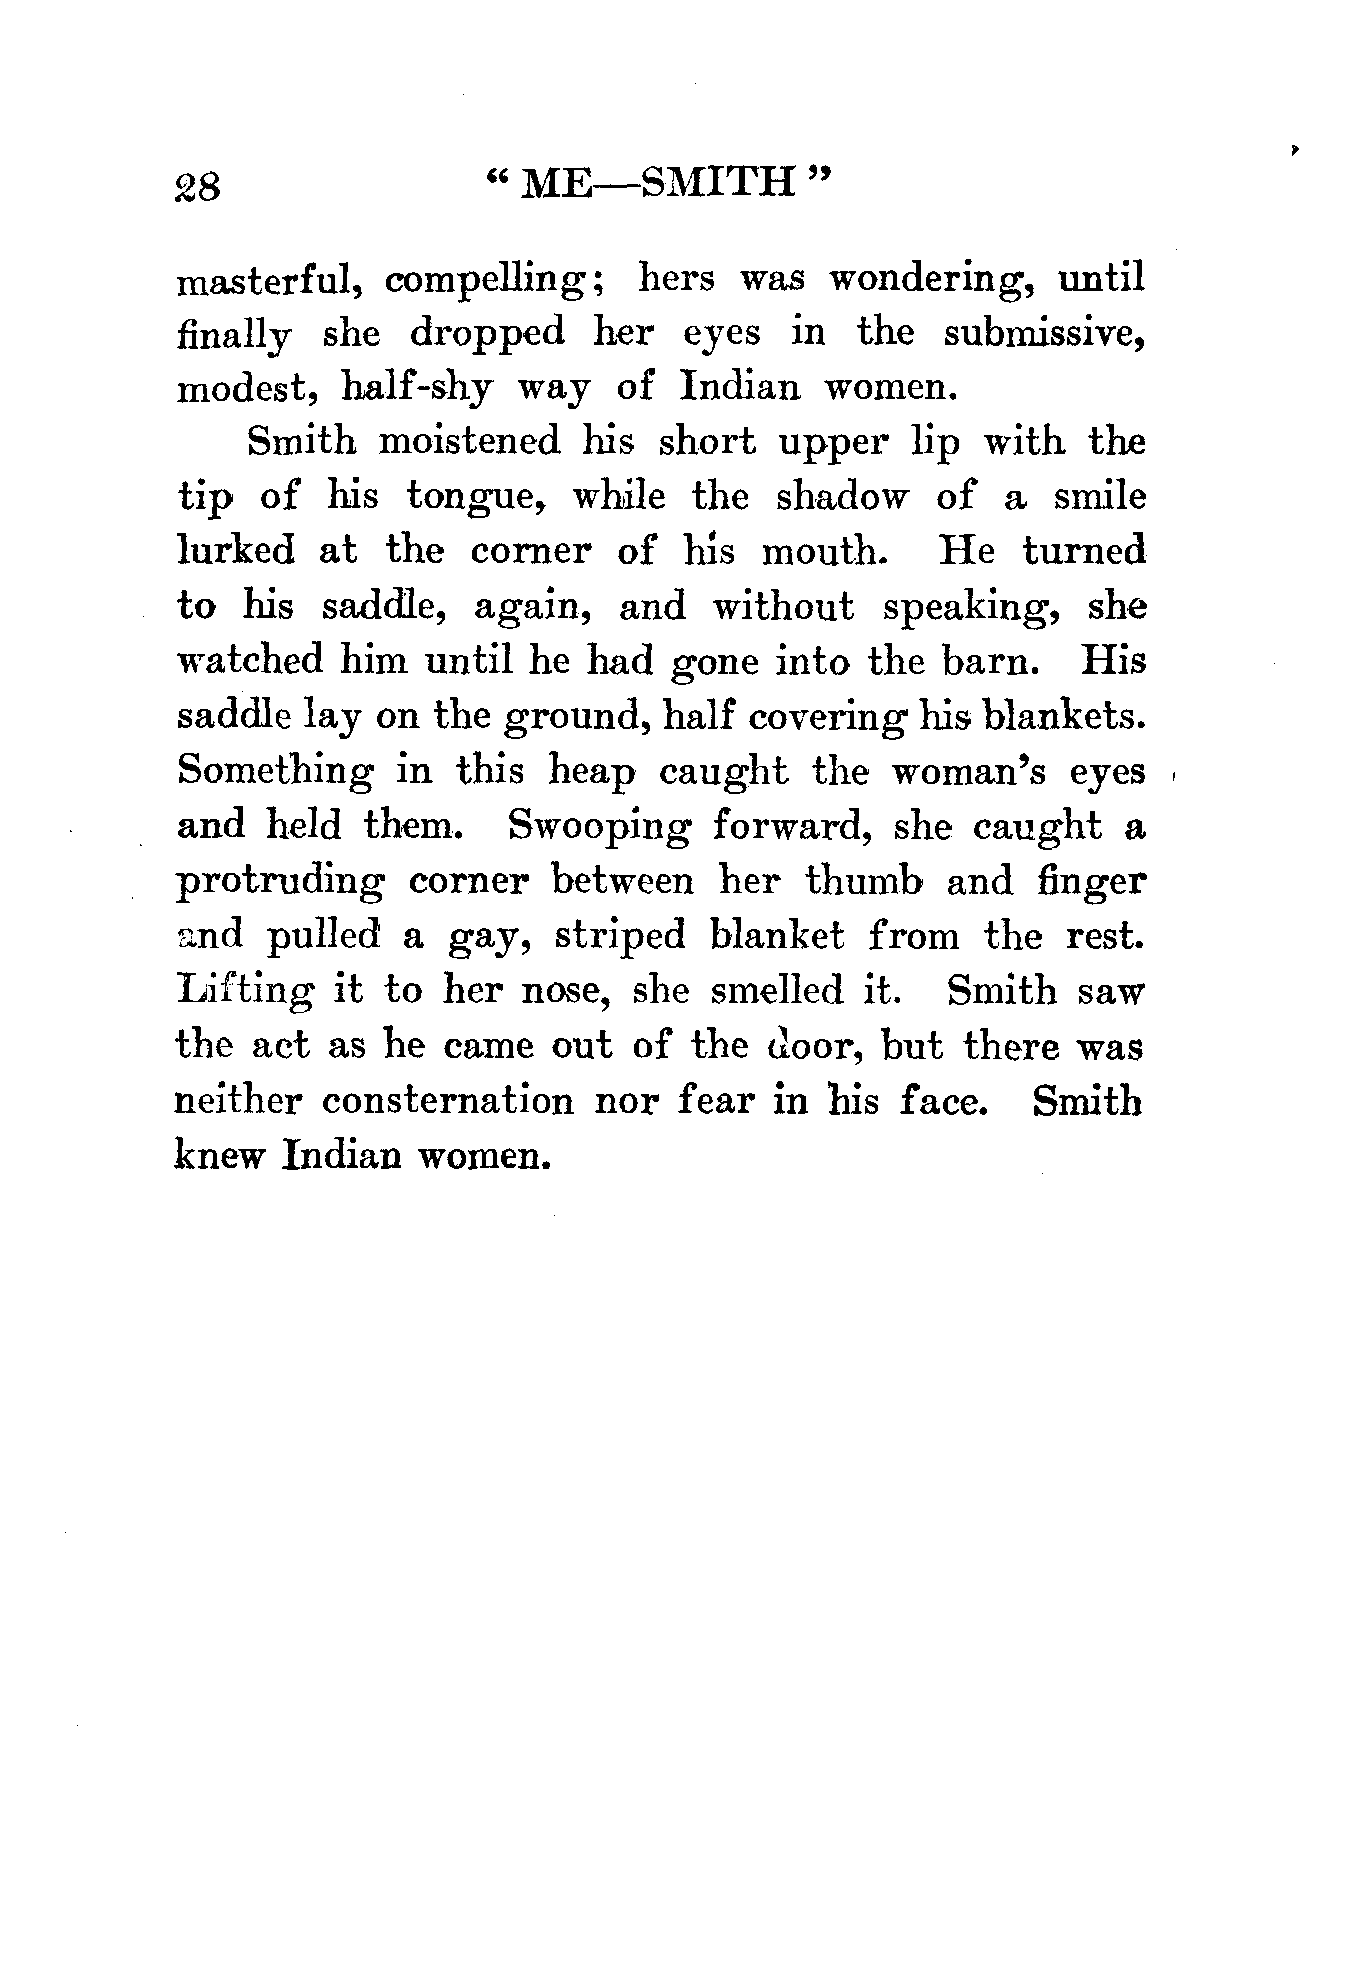 28 “ ME—SMITH ”
masterful, compelling; hers was wondering, until
finally she dropped her eyes in the submissive,
modest, half-shy way of Indian women.
Smith moistened his short upper lip with the
tip of his tongue, while the shadow of a smile
lurked at the corner of his mouth. He turned
to his saddle, again, and without speaking, she
watched him until he had gone into the barn. His
saddle lay on the ground, half covering his blankets.
Something in this heap caught the woman’s eyes
and held them. Swooping forward, she caught a
protruding corner between her thumb and finger
and pulled a gay, striped blanket from the rest.
Lifting it to her nose, she smelled it. Smith saw
the act as he came out of the door, but there was
neither consternation nor fear in his face. Smith
knew Indian women.